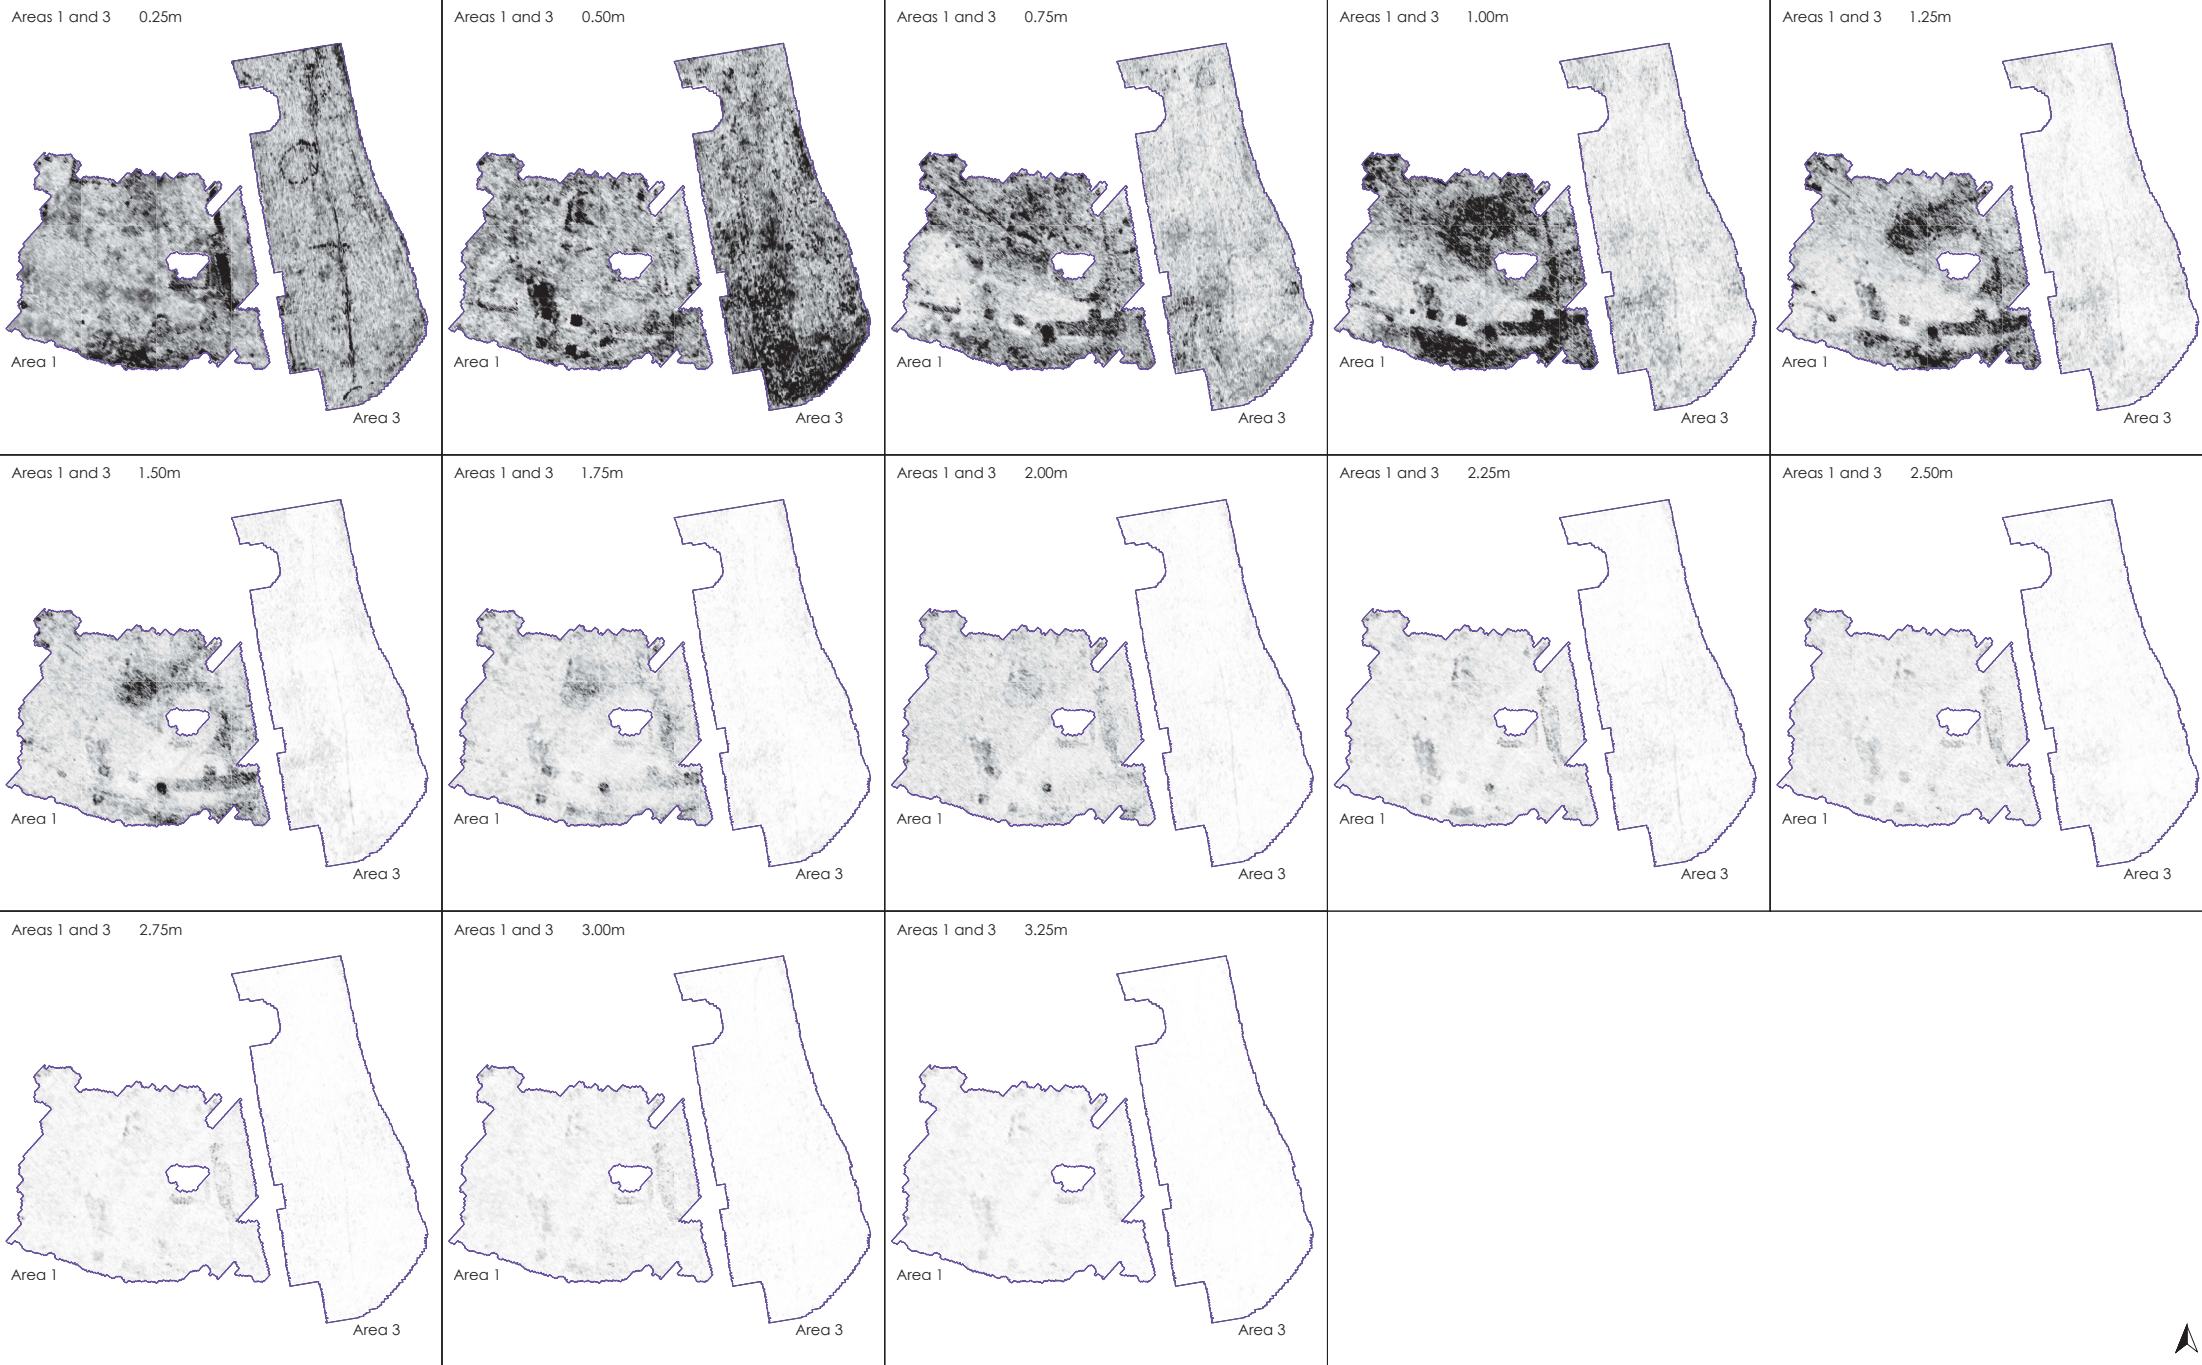 Areas 1 and 3 0.25m
Area 1
Area 3
Areas 1 and 3 0.50m
Area 1
Area 3
Areas 1 and 3 0.75m
Area 1
Area 3
Areas 1 and 3 1.00m
Area 1
Area 3
Areas 1 and 3 1.25m
Area 1
Area 3
Areas 1 and 3 1.50m
Area 1
Area 3
Areas 1 and 3 1.75m
Area 1
Area 3
Areas 1 and 3 2.00m
Area 1
Area 3
Areas 1 and 3 2.25m
Area 1
Area 3
Areas 1 and 3 2.50m
Area 1
Area 3
Areas 1 and 3 2.75m
Area 1
Area 3
Areas 1 and 3 3.00m
Area 1
Area 3
Areas 1 and 3 3.25m
Area 1
Area 3